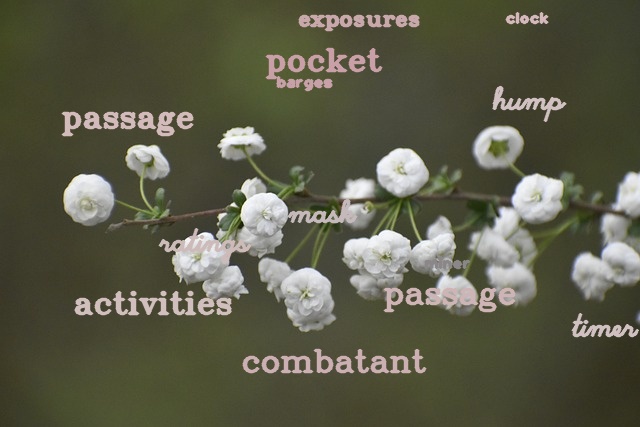 exposures
clock
pocket
barges
hump
passage
mask
ratings
activities
passage
timer
combatant